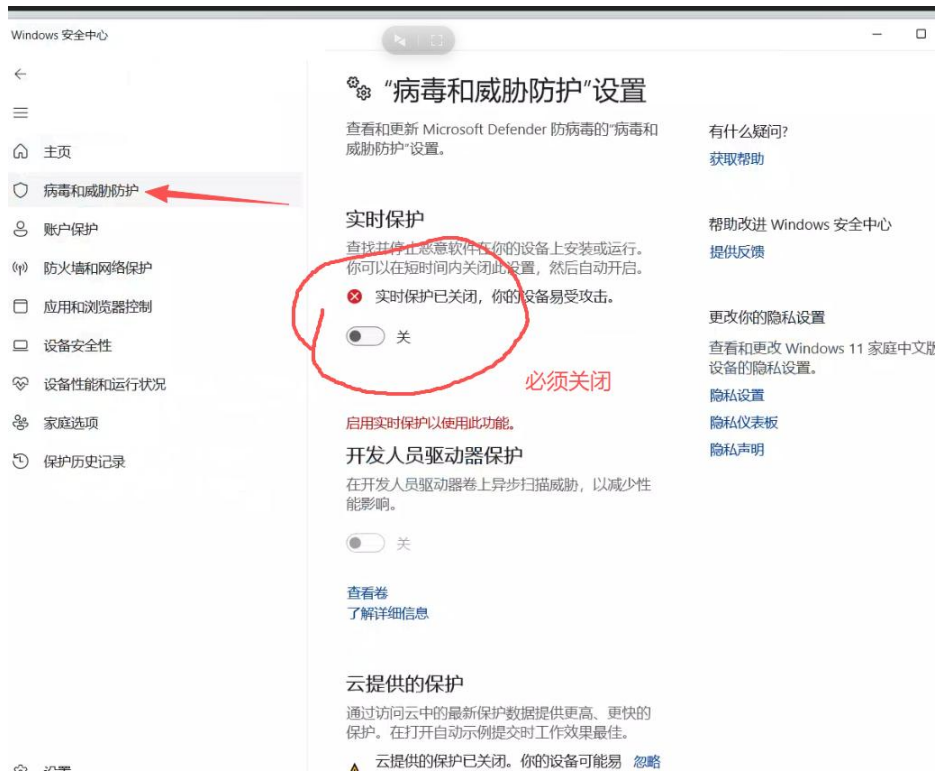 Windows 安全中心
主页
病毒和威胁防护
账户保护
防火墙和网络保护
应用和浏览器控制
设备安全性
设备性能和运行状况
家庭选项
保护历史记录
“病毒和威胁防护”设置
查看和更新 Microsoft Defender 防病毒的“病毒和
威胁防护”设置。
实时保护
查找并停止恶意软件在你的设备上安装或运行。
你可以在短时间内关闭此设置，然后自动开启。
实时保护已关闭，你的设备易受攻击。
关
必须关闭
启用实时保护以使用此功能。
开发人员驱动器保护
在开发人员驱动器卷上异步扫描威胁，以减少性
能影响。
关
查看卷
了解详细信息
云提供的保护
通过访问云中的最新保护数据提供更高、更快的
保护。在打开自动示例提交时工作效果最佳。
云提供的保护已关闭。你的设备可能易 忽略
有什么疑问?
获取帮助
帮助改进 Windows 安全中心
提供反馈
更改你的隐私设置
查看和更改 Windows 11 家庭中文版
设备的隐私设置。
隐私设置
隐私仪表板
隐私声明